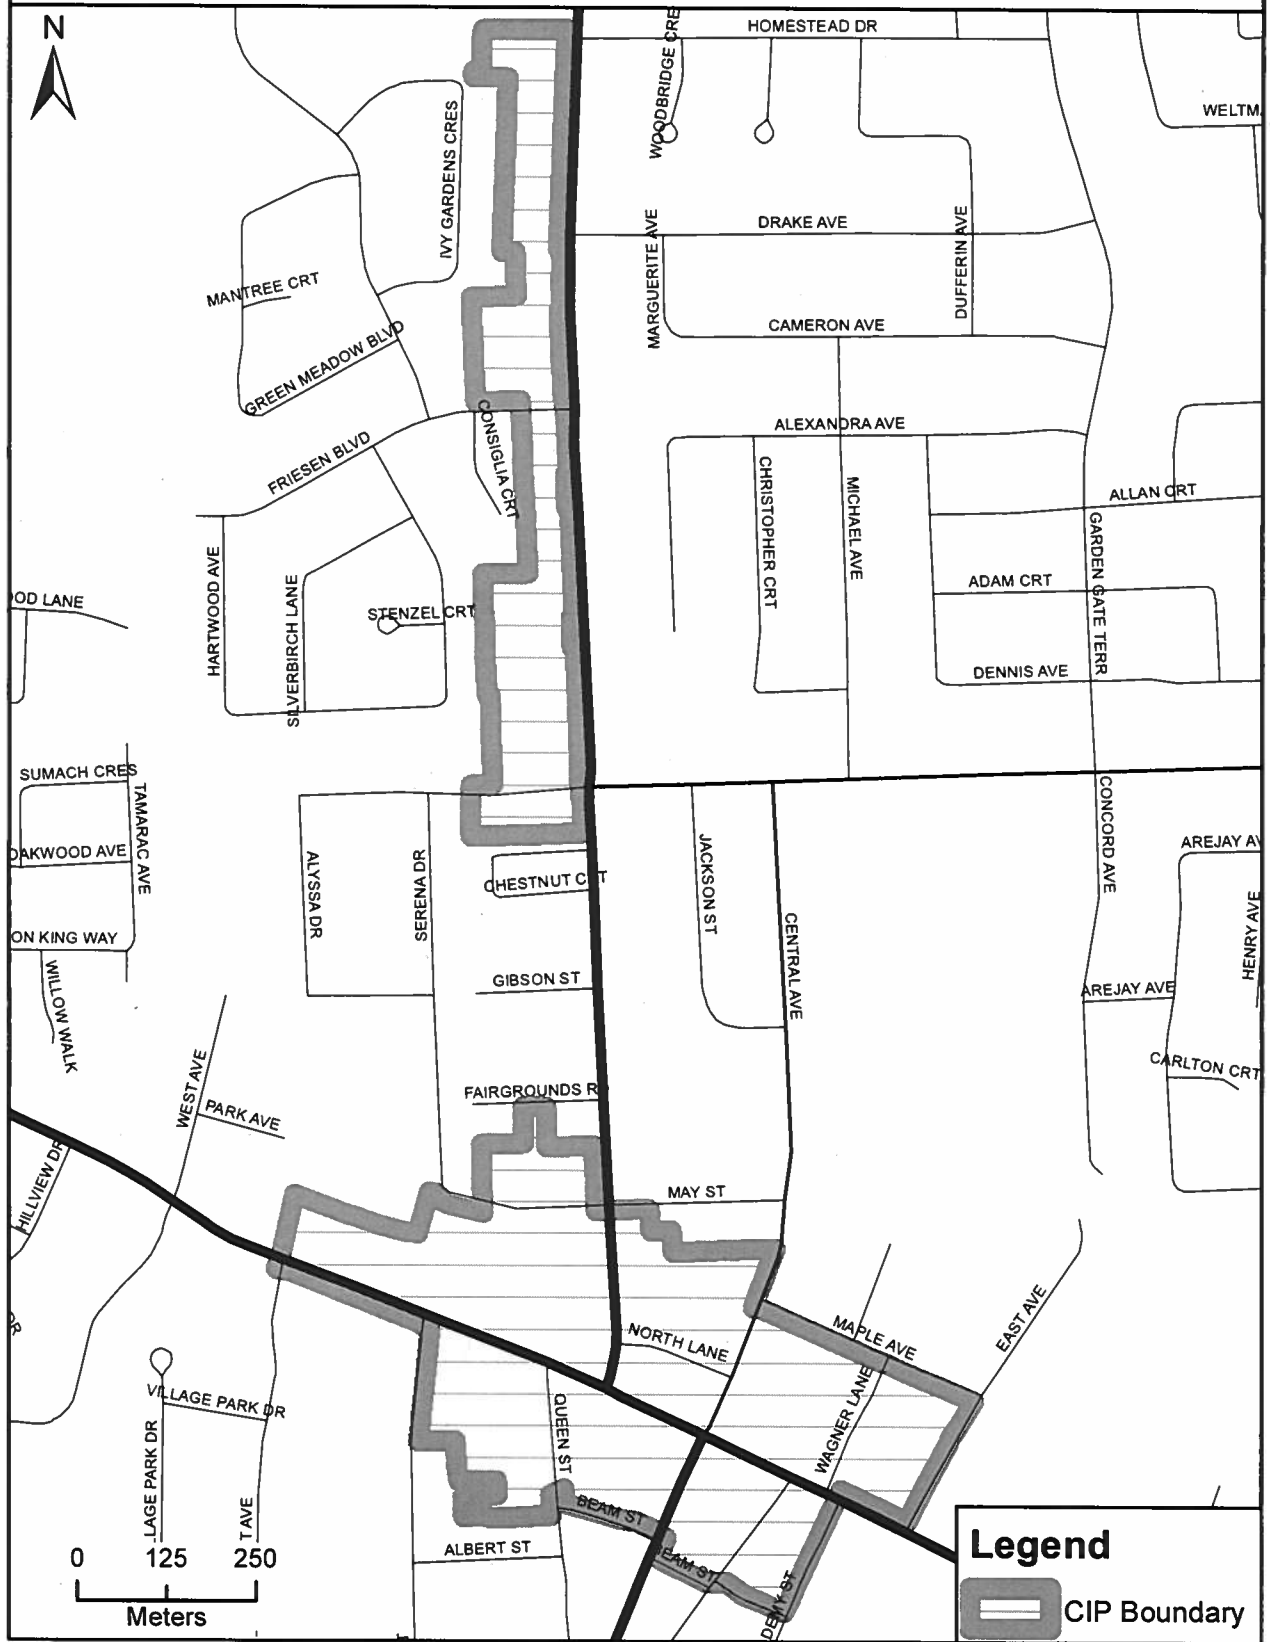 N
HOMESTEAD DR
WOODBRIDGE CRE
WELTM
IVY GARDENS CRES
MARGUERITE AVE
DRAKE AVE
DUFFERIN AVE
MANTREE CRT
CAMERON AVE
GREEN MEADOW BLVD
CONSIGLIA CRT
ALEXANDRA AVE
FRIESEN BLVD
CHRISTOPHER CRT
MICHAEL AVE
ALLAN CRT
GARDEN GATE TERR
HARTWOOD AVE
SILVERBIRCH LANE
ADAM CRT
OD LANE
STENZEL CRT
DENNIS AVE
SUMACH CRES
TAMARAC AVE
CONCORD AVE
OAKWOOD AVE
ALYSSA DR
SERENA DR
CHESTNUT CRT
JACKSON ST
AREJAY AV
CENTRAL AVE
HENRY AVE
ON KING WAY
WILLOW WALK
GIBSON ST
AREJAY AVE
WEST AVE
PARK AVE
FAIRGROUNDS R
CARLTON CRT
HILLVIEW DR
MAY ST
DR
NORTH LANE
MAPLE AVE
EAST AVE
VILLAGE PARK DR
LAGE PARK DR
QUEEN ST
WAGNER LANE
T AVE
BEAM ST
ALBERT ST
EAM ST
DEMY ST
0 125 250
Meters
Legend
CIP Boundary